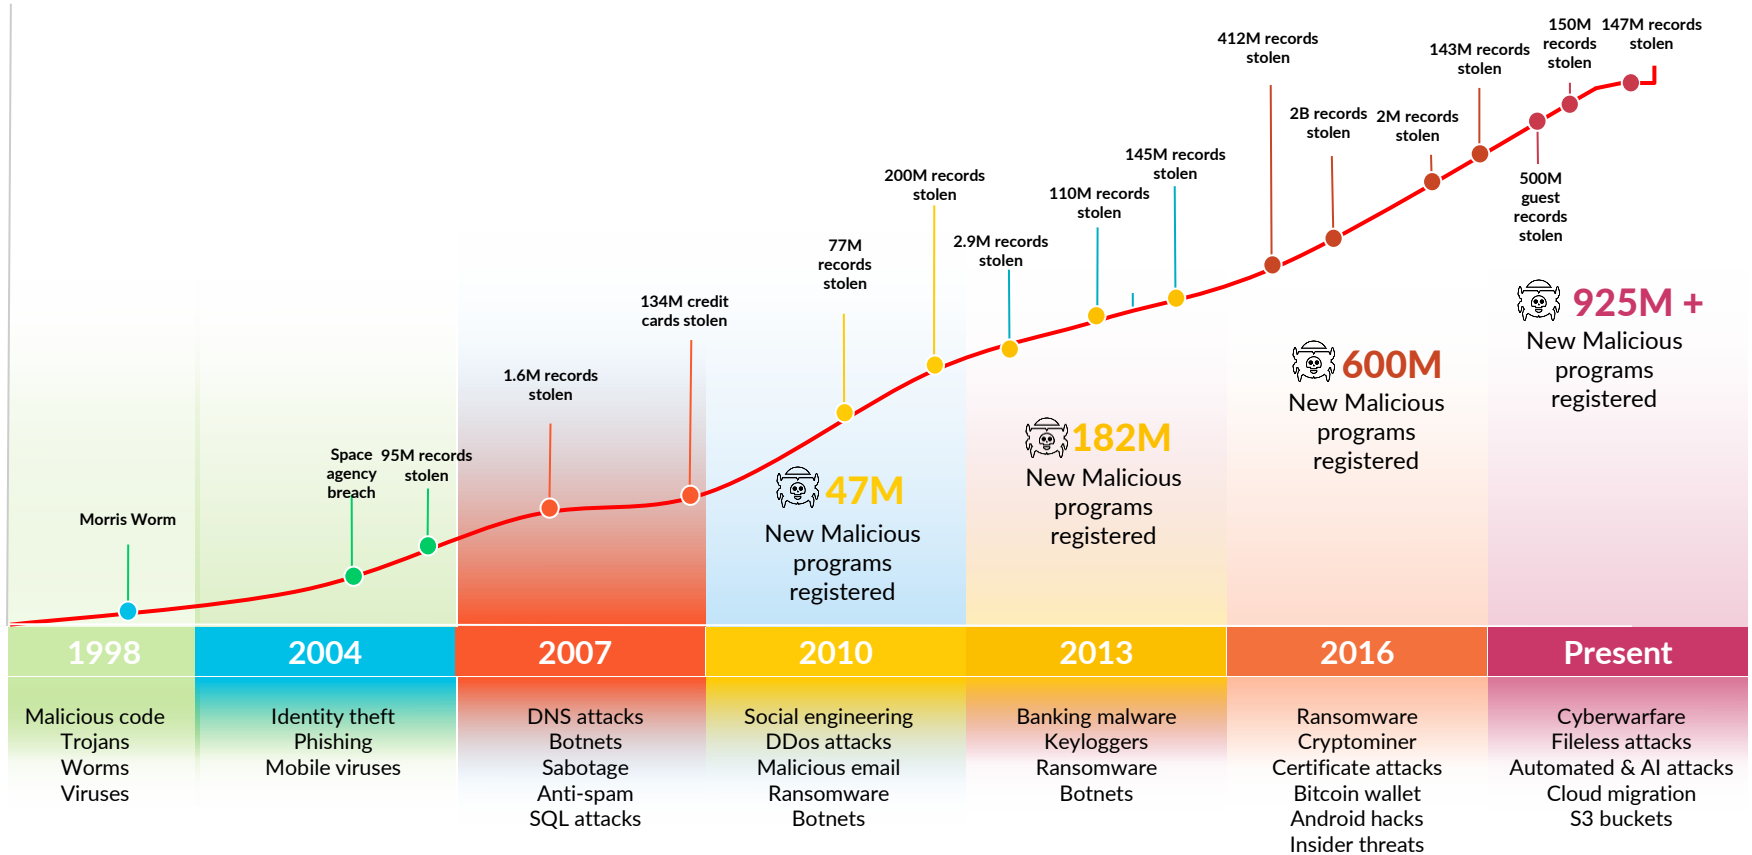 Morris Worm
Space
agency
breach
95M records
stolen
1.6M records
stolen
134M credit
cards stolen
77M
records
stolen
200M records
stolen
2.9M records
stolen
110M records
stolen
145M records
stolen
412M records
stolen
2B records
stolen
2M records
stolen
143M records
stolen
150M
records
stolen
147M records
stolen
500M
guest
records
stolen
47M
New Malicious
programs
registered
182M
New Malicious
programs
registered
600M
New Malicious
programs
registered
925M +
New Malicious
programs
registered
1998
Malicious code
Trojans
Worms
Viruses
2004
Identity theft
Phishing
Mobile viruses
2007
DNS attacks
Botnets
Sabotage
Anti-spam
SQL attacks
2010
Social engineering
DDos attacks
Malicious email
Ransomware
Botnets
2013
Banking malware
Keyloggers
Ransomware
Botnets
2016
Ransomware
Cryptominer
Certificate attacks
Bitcoin wallet
Android hacks
Insider threats
Present
Cyberwarfare
Fileless attacks
Automated & AI attacks
Cloud migration
S3 buckets